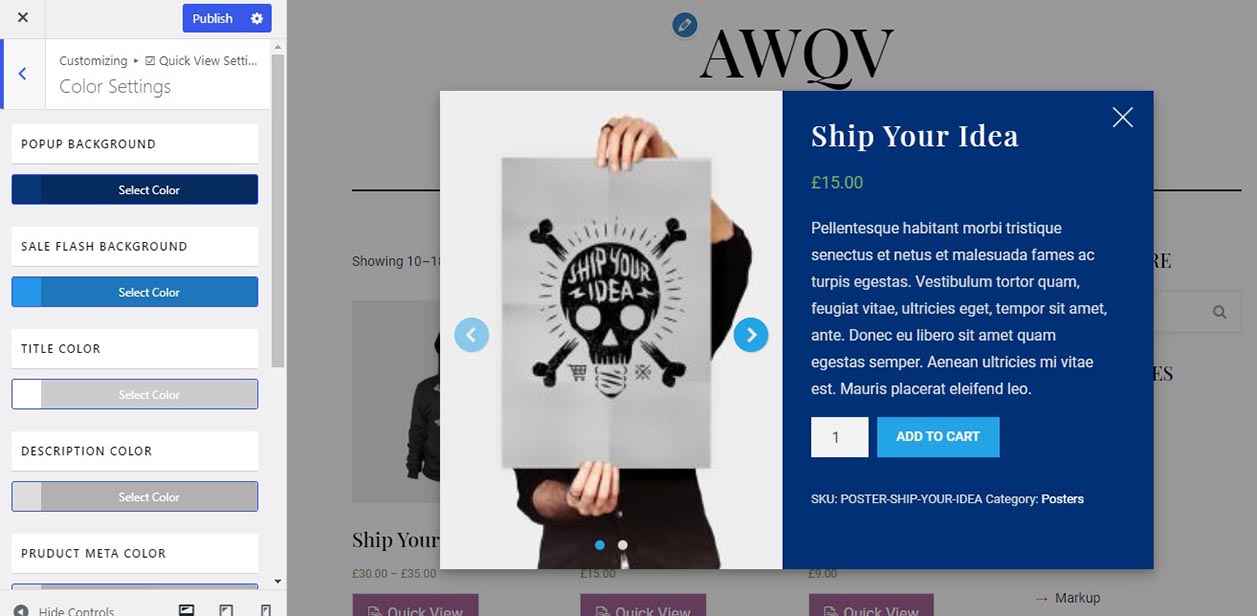 Publish
Customizing ▸ ☑ Quick View Setti...
Color Settings
POPUP BACKGROUND
Select Color
SALE FLASH BACKGROUND
Select Color
TITLE COLOR
Select Color
DESCRIPTION COLOR
Select Color
PRUDUCT META COLOR
Hide Controls
AWQV
Showing 10–18
SHIP YOUR
IDEA
Ship Your Idea
£15.00
Pellentesque habitant morbi tristique
senectus et netus et malesuada fames ac
turpis egestas. Vestibulum tortor quam,
feugiat vitae, ultricies eget, tempor sit amet,
ante. Donec eu libero sit amet quam
egestas semper. Aenean ultricies mi vitae
est. Mauris placerat eleifend leo.
1
ADD TO CART
SKU: POSTER-SHIP-YOUR-IDEA Category: Posters
RE
ES
Ship Your
£30.00 – £35.00
£15.00
£9.00
Quick View
Quick View
Quick View
Markup